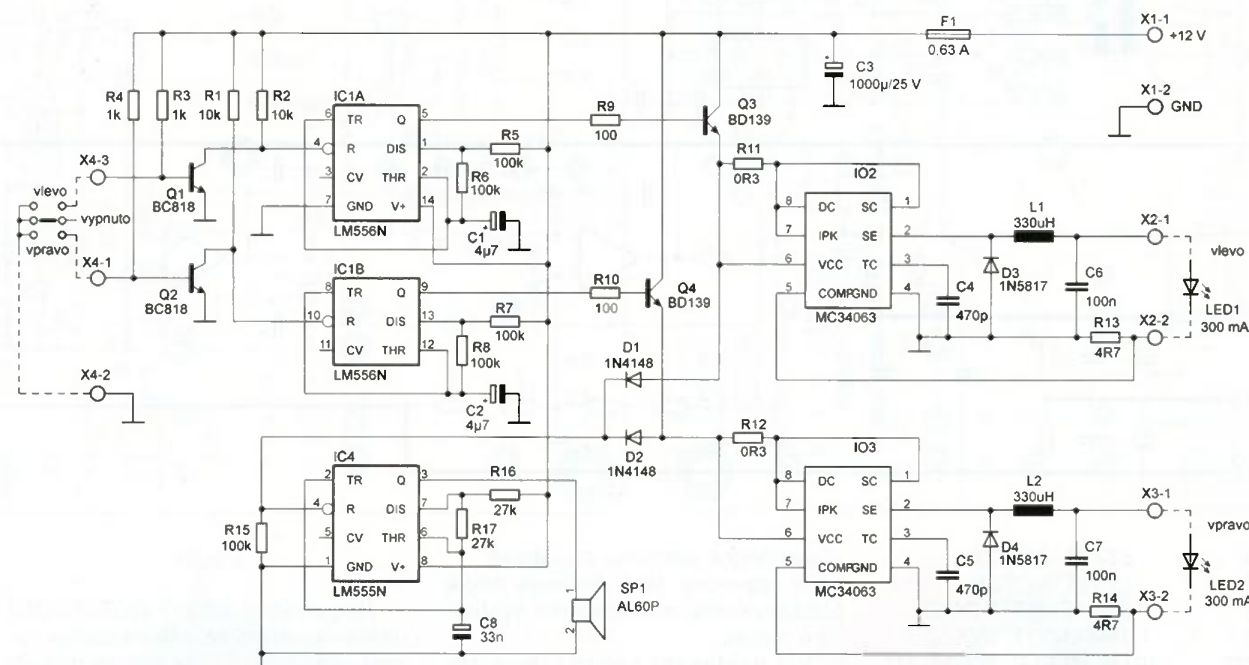 F1
0,63 A
X1-1
+12 V
C3
1000µ/25 V
X1-2
GND
R4
1k
R3
1k
R1
10k
R2
10k
IC1A
6 TR Q 5
4 R DIS 1
3 CV THR 2
7 GND V+ 14
LM556N
R5
100k
R6
100k
C1
4µ7
R9
100
Q3
BD139
R11
0R3
IO2
8 DC SC 1
7 IPK SE 2
6 VCC TC 3
5 COMP GND 4
MC34063
L1
330uH
X2-1
vlevo
D3
1N5817
C4
470p
C6
100n
R13
4R7
X2-2
LED1
300 mA
X4-3
vlevo
vypnuto
vpravo
X4-1
Q1
BC818
Q2
BC818
X4-2
IC1B
8 TR Q 9
10 R DIS 13
11 CV THR 12
LM556N
R7
100k
R8
100k
C2
4µ7
R10
100
Q4
BD139
D1
1N4148
D2
1N4148
R12
0R3
IO3
8 DC SC 1
7 IPK SE 2
6 VCC TC 3
5 COMP GND 4
MC34063
L2
330uH
X3-1
vpravo
D4
1N5817
C5
470p
C7
100n
R14
4R7
X3-2
LED2
300 mA
IC4
2 TR Q 3
4 R DIS 7
5 CV THR 6
1 GND V+ 8
LM555N
R15
100k
R16
27k
R17
27k
C8
33n
SP1
AL60P
1
2